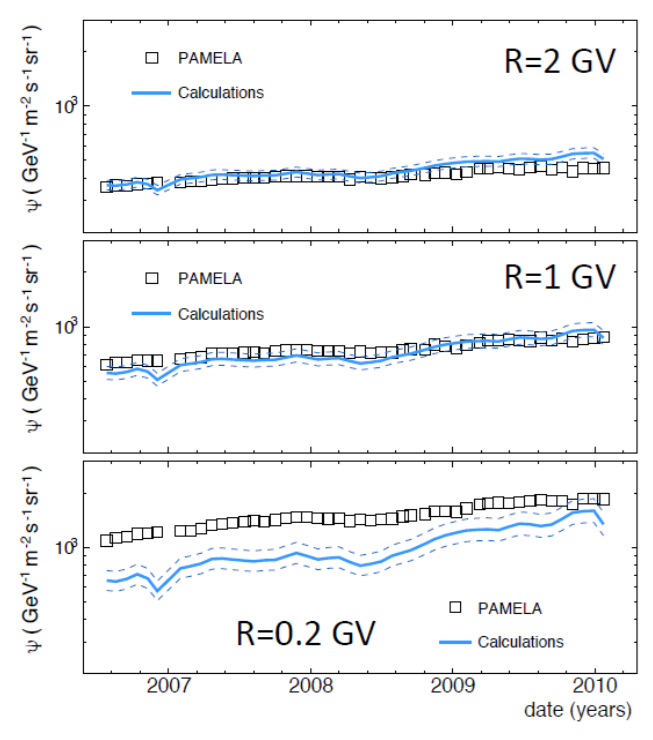 PAMELA
R=2 GV
Calculations
10³
ψ ( GeV⁻¹ m⁻² s⁻¹ sr⁻¹ )
PAMELA
R=1 GV
Calculations
10³
ψ ( GeV⁻¹ m⁻² s⁻¹ sr⁻¹ )
10³
ψ ( GeV⁻¹ m⁻² s⁻¹ sr⁻¹ )
PAMELA
R=0.2 GV
Calculations
2007 2008 2009 2010
date (years)